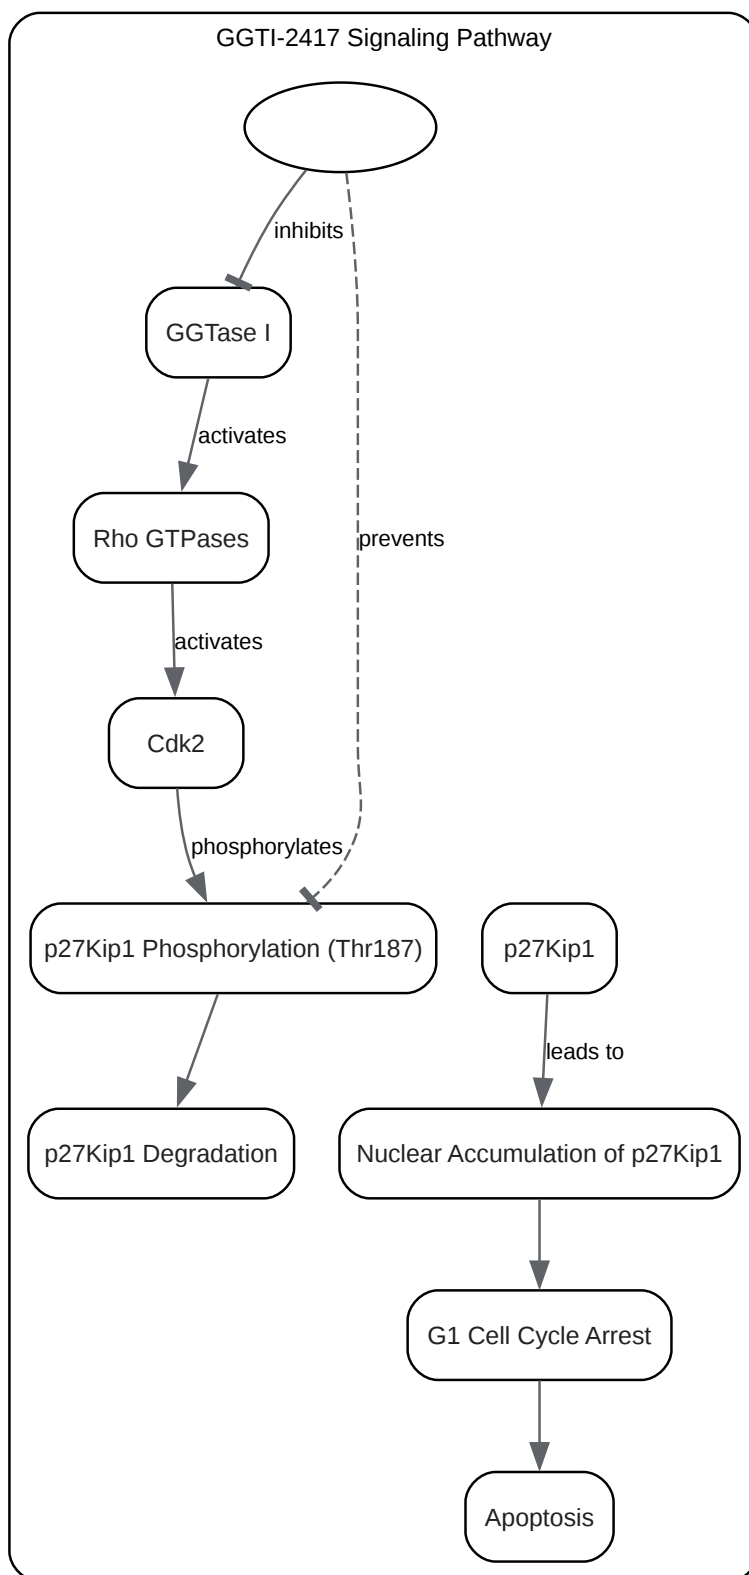 GGTI-2417 Signaling Pathway
inhibits
GGTase I
activates
Rho GTPases
prevents
activates
Cdk2
phosphorylates
p27Kip1 Phosphorylation (Thr187)
p27Kip1
leads to
p27Kip1 Degradation
Nuclear Accumulation of p27Kip1
G1 Cell Cycle Arrest
Apoptosis